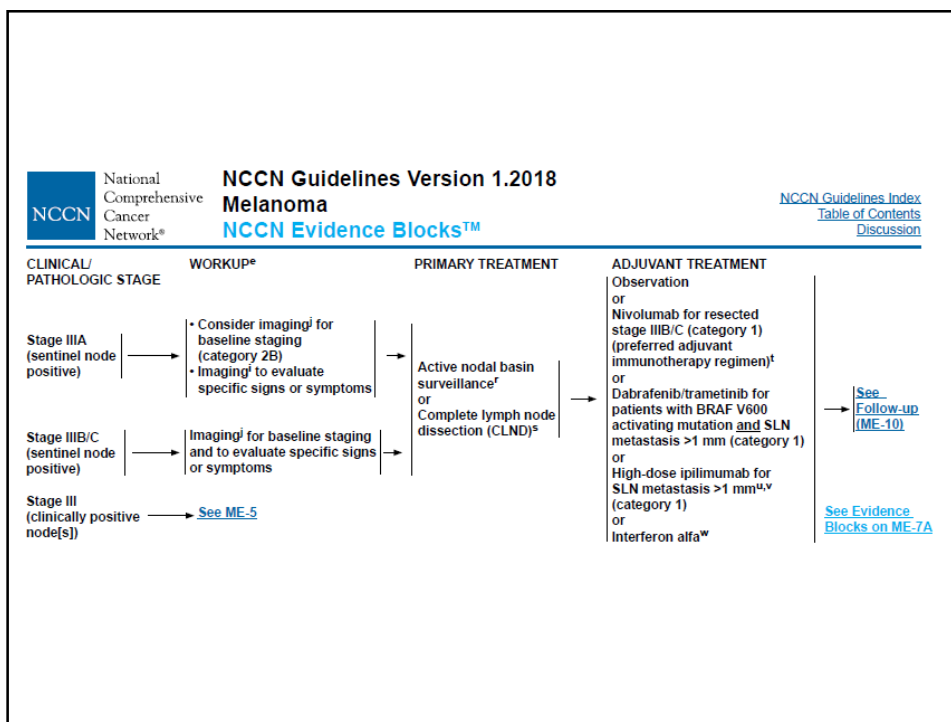 NCCN
National
Comprehensive
Cancer
Network®
NCCN Guidelines Version 1.2018
Melanoma
NCCN Evidence Blocks™
NCCN Guidelines Index
Table of Contents
Discussion
CLINICAL/
PATHOLOGIC STAGE
WORKUPᵉ
PRIMARY TREATMENT
ADJUVANT TREATMENT
Stage IIIA
(sentinel node
positive)
• Consider imagingʲ for
baseline staging
(category 2B)
• Imagingⁱ to evaluate
specific signs or symptoms
Stage IIIB/C
(sentinel node
positive)
Imagingʲ for baseline staging
and to evaluate specific signs
or symptoms
Stage III
(clinically positive
node[s])
See ME-5
Active nodal basin
surveillanceʳ
or
Complete lymph node
dissection (CLND)ˢ
Observation
or
Nivolumab for resected
stage IIIB/C (category 1)
(preferred adjuvant
immunotherapy regimen)ᵗ
or
Dabrafenib/trametinib for
patients with BRAF V600
activating mutation and SLN
metastasis >1 mm (category 1)
or
High-dose ipilimumab for
SLN metastasis >1 mmᵘ,ᵛ
(category 1)
or
Interferon alfaʷ
See
Follow-up
(ME-10)
See Evidence
Blocks on ME-7A